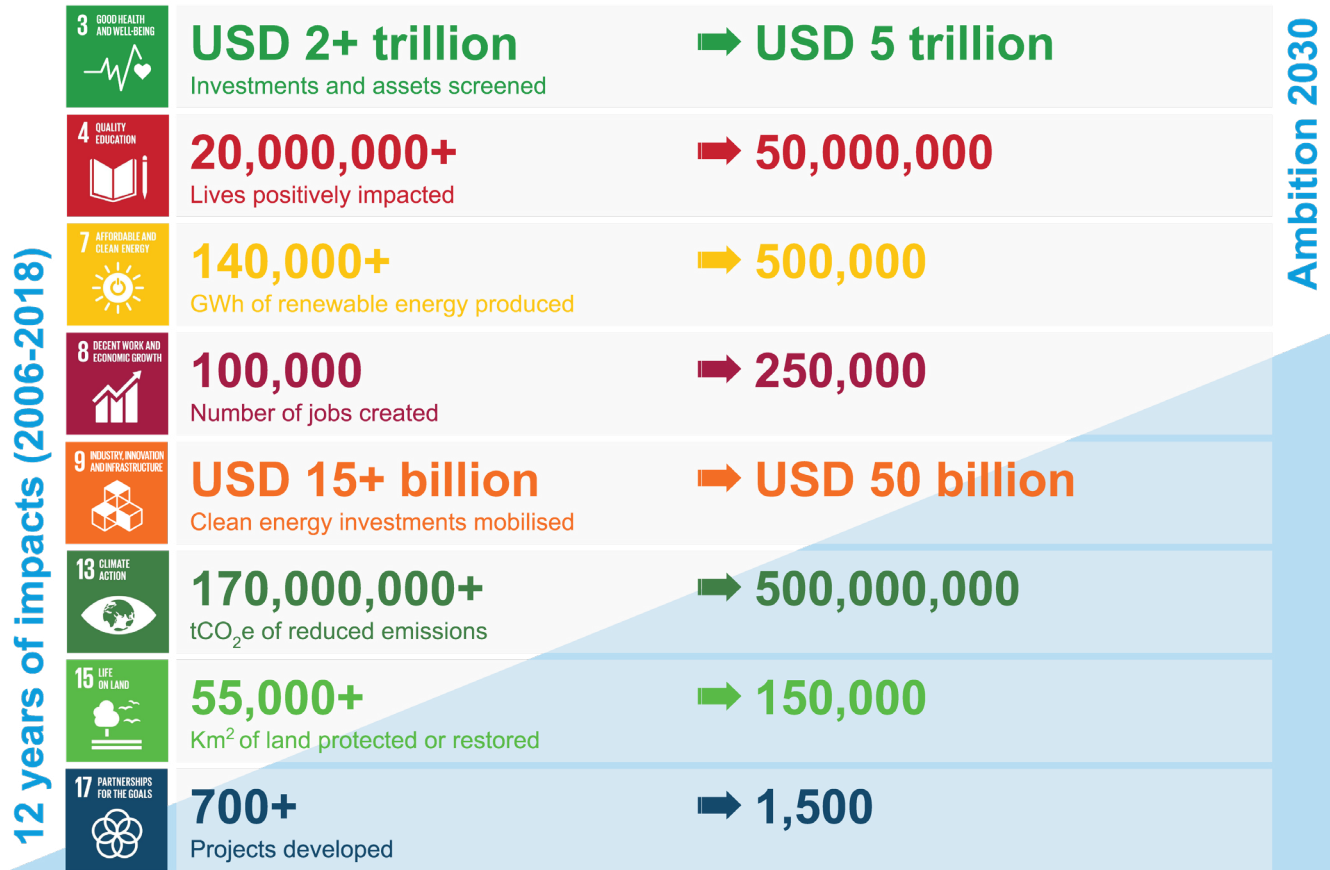 12 years of impacts (2006-2018)
Ambition 2030
3 GOOD HEALTH
AND WELL-BEING
USD 2+ trillion
USD 5 trillion
Investments and assets screened
4 QUALITY
EDUCATION
20,000,000+
50,000,000
Lives positively impacted
7 AFFORDABLE AND
CLEAN ENERGY
140,000+
500,000
GWh of renewable energy produced
8 DECENT WORK AND
ECONOMIC GROWTH
100,000
250,000
Number of jobs created
9 INDUSTRY, INNOVATION
AND INFRASTRUCTURE
USD 15+ billion
USD 50 billion
Clean energy investments mobilised
13 CLIMATE
ACTION
170,000,000+
500,000,000
tCO₂e of reduced emissions
15 LIFE
ON LAND
55,000+
150,000
Km² of land protected or restored
17 PARTNERSHIPS
FOR THE GOALS
700+
1,500
Projects developed